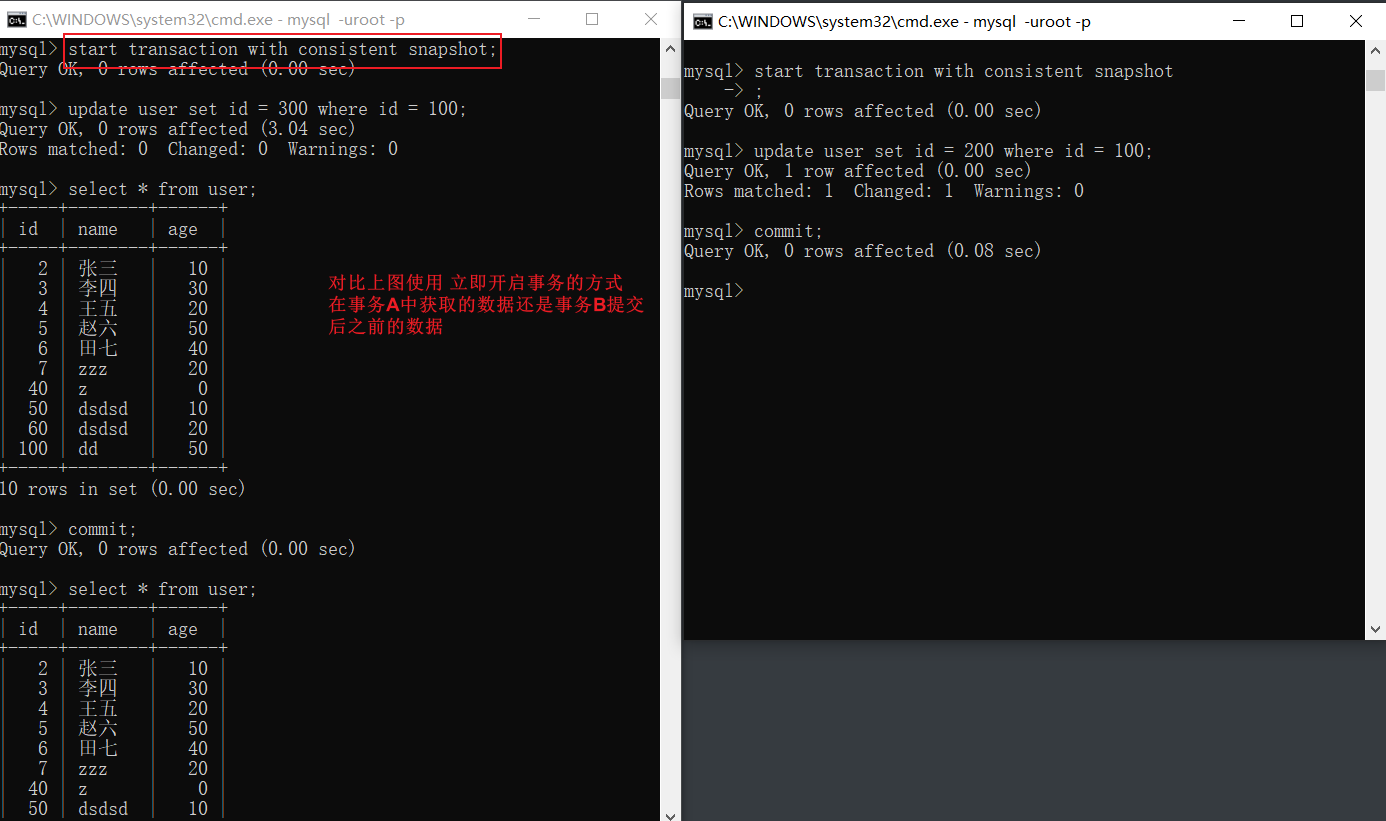 C:\WINDOWS\system32\cmd.exe - mysql  -uroot -p
mysql> start transaction with consistent snapshot;
Query OK, 0 rows affected (0.00 sec)
mysql> update user set id = 300 where id = 100;
Query OK, 0 rows affected (3.04 sec)
Rows matched: 0  Changed: 0  Warnings: 0
mysql> select * from user;
+-----+--------+------+
| id  | name   | age  |
+-----+--------+------+
|   2 | 张三   |   10 |
|   3 | 李四   |   30 |
|   4 | 王五   |   20 |
|   5 | 赵六   |   50 |
|   6 | 田七   |   40 |
|   7 | zzz    |   20 |
|  40 | z      |    0 |
|  50 | dsdsd  |   10 |
|  60 | dsdsd  |   20 |
| 100 | dd     |   50 |
+-----+--------+------+
10 rows in set (0.00 sec)
mysql> commit;
Query OK, 0 rows affected (0.00 sec)
mysql> select * from user;
+-----+--------+------+
| id  | name   | age  |
+-----+--------+------+
|   2 | 张三   |   10 |
|   3 | 李四   |   30 |
|   4 | 王五   |   20 |
|   5 | 赵六   |   50 |
|   6 | 田七   |   40 |
|   7 | zzz    |   20 |
|  40 | z      |    0 |
|  50 | dsdsd  |   10 |
对比上图使用 立即开启事务的方式
在事务A中获取的数据还是事务B提交
后之前的数据
C:\WINDOWS\system32\cmd.exe - mysql  -uroot -p
mysql> start transaction with consistent snapshot
    -> ;
Query OK, 0 rows affected (0.00 sec)
mysql> update user set id = 200 where id = 100;
Query OK, 1 row affected (0.00 sec)
Rows matched: 1  Changed: 1  Warnings: 0
mysql> commit;
Query OK, 0 rows affected (0.08 sec)
mysql>